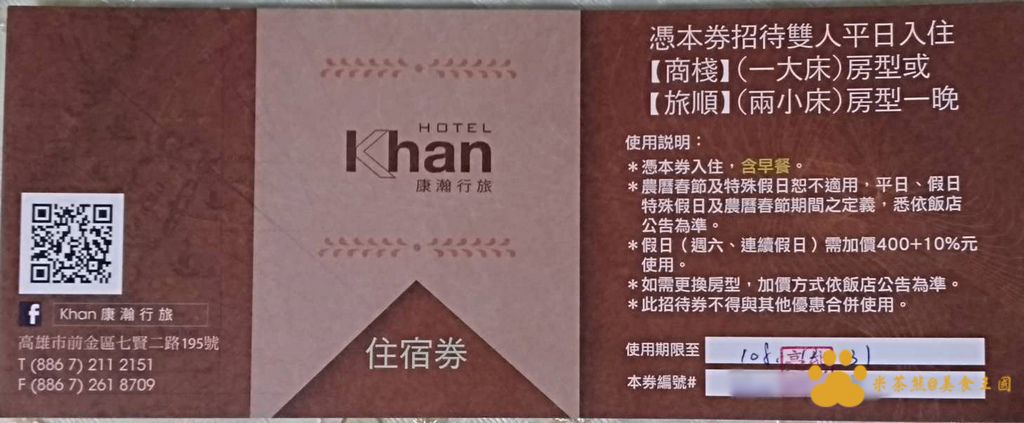 HOTEL
Khan
康瀚行旅
住宿券
f Khan 康瀚行旅
高雄市前金區七賢二路195號
T (886 7) 211 2151
F (886 7) 261 8709
憑本券招待雙人平日入住
【商棧】(一大床)房型或
【旅順】(兩小床)房型一晚
使用説明：
＊憑本券入住，含早餐。
＊農曆春節及特殊假日恕不適用，平日、假日
特殊假日及農曆春節期間之定義，悉依飯店
公告為準。
＊假日（週六、連續假日）需加價400+10%元
使用。
＊如需更換房型，加價方式依飯店公告為準。
＊此招待券不得與其他優惠合併使用。
使用期限至 108. 31
本券編號#
米茶熊@美食王國